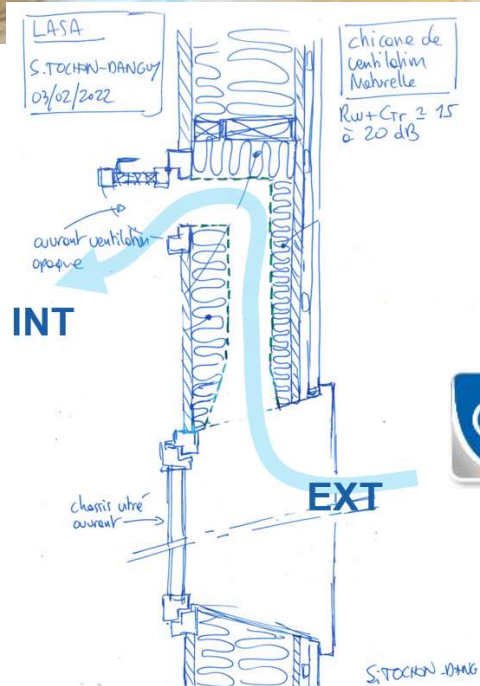 LASA
S.TOCHON-DANGUY
03/02/2022
chicane de
ventilation
Naturelle
Rw+CTr ≥ 15
à 20 dB
ouvrant ventilation
opaque
INT
EXT
chassis vitré
ouvrant
S.TOCHON-DANG